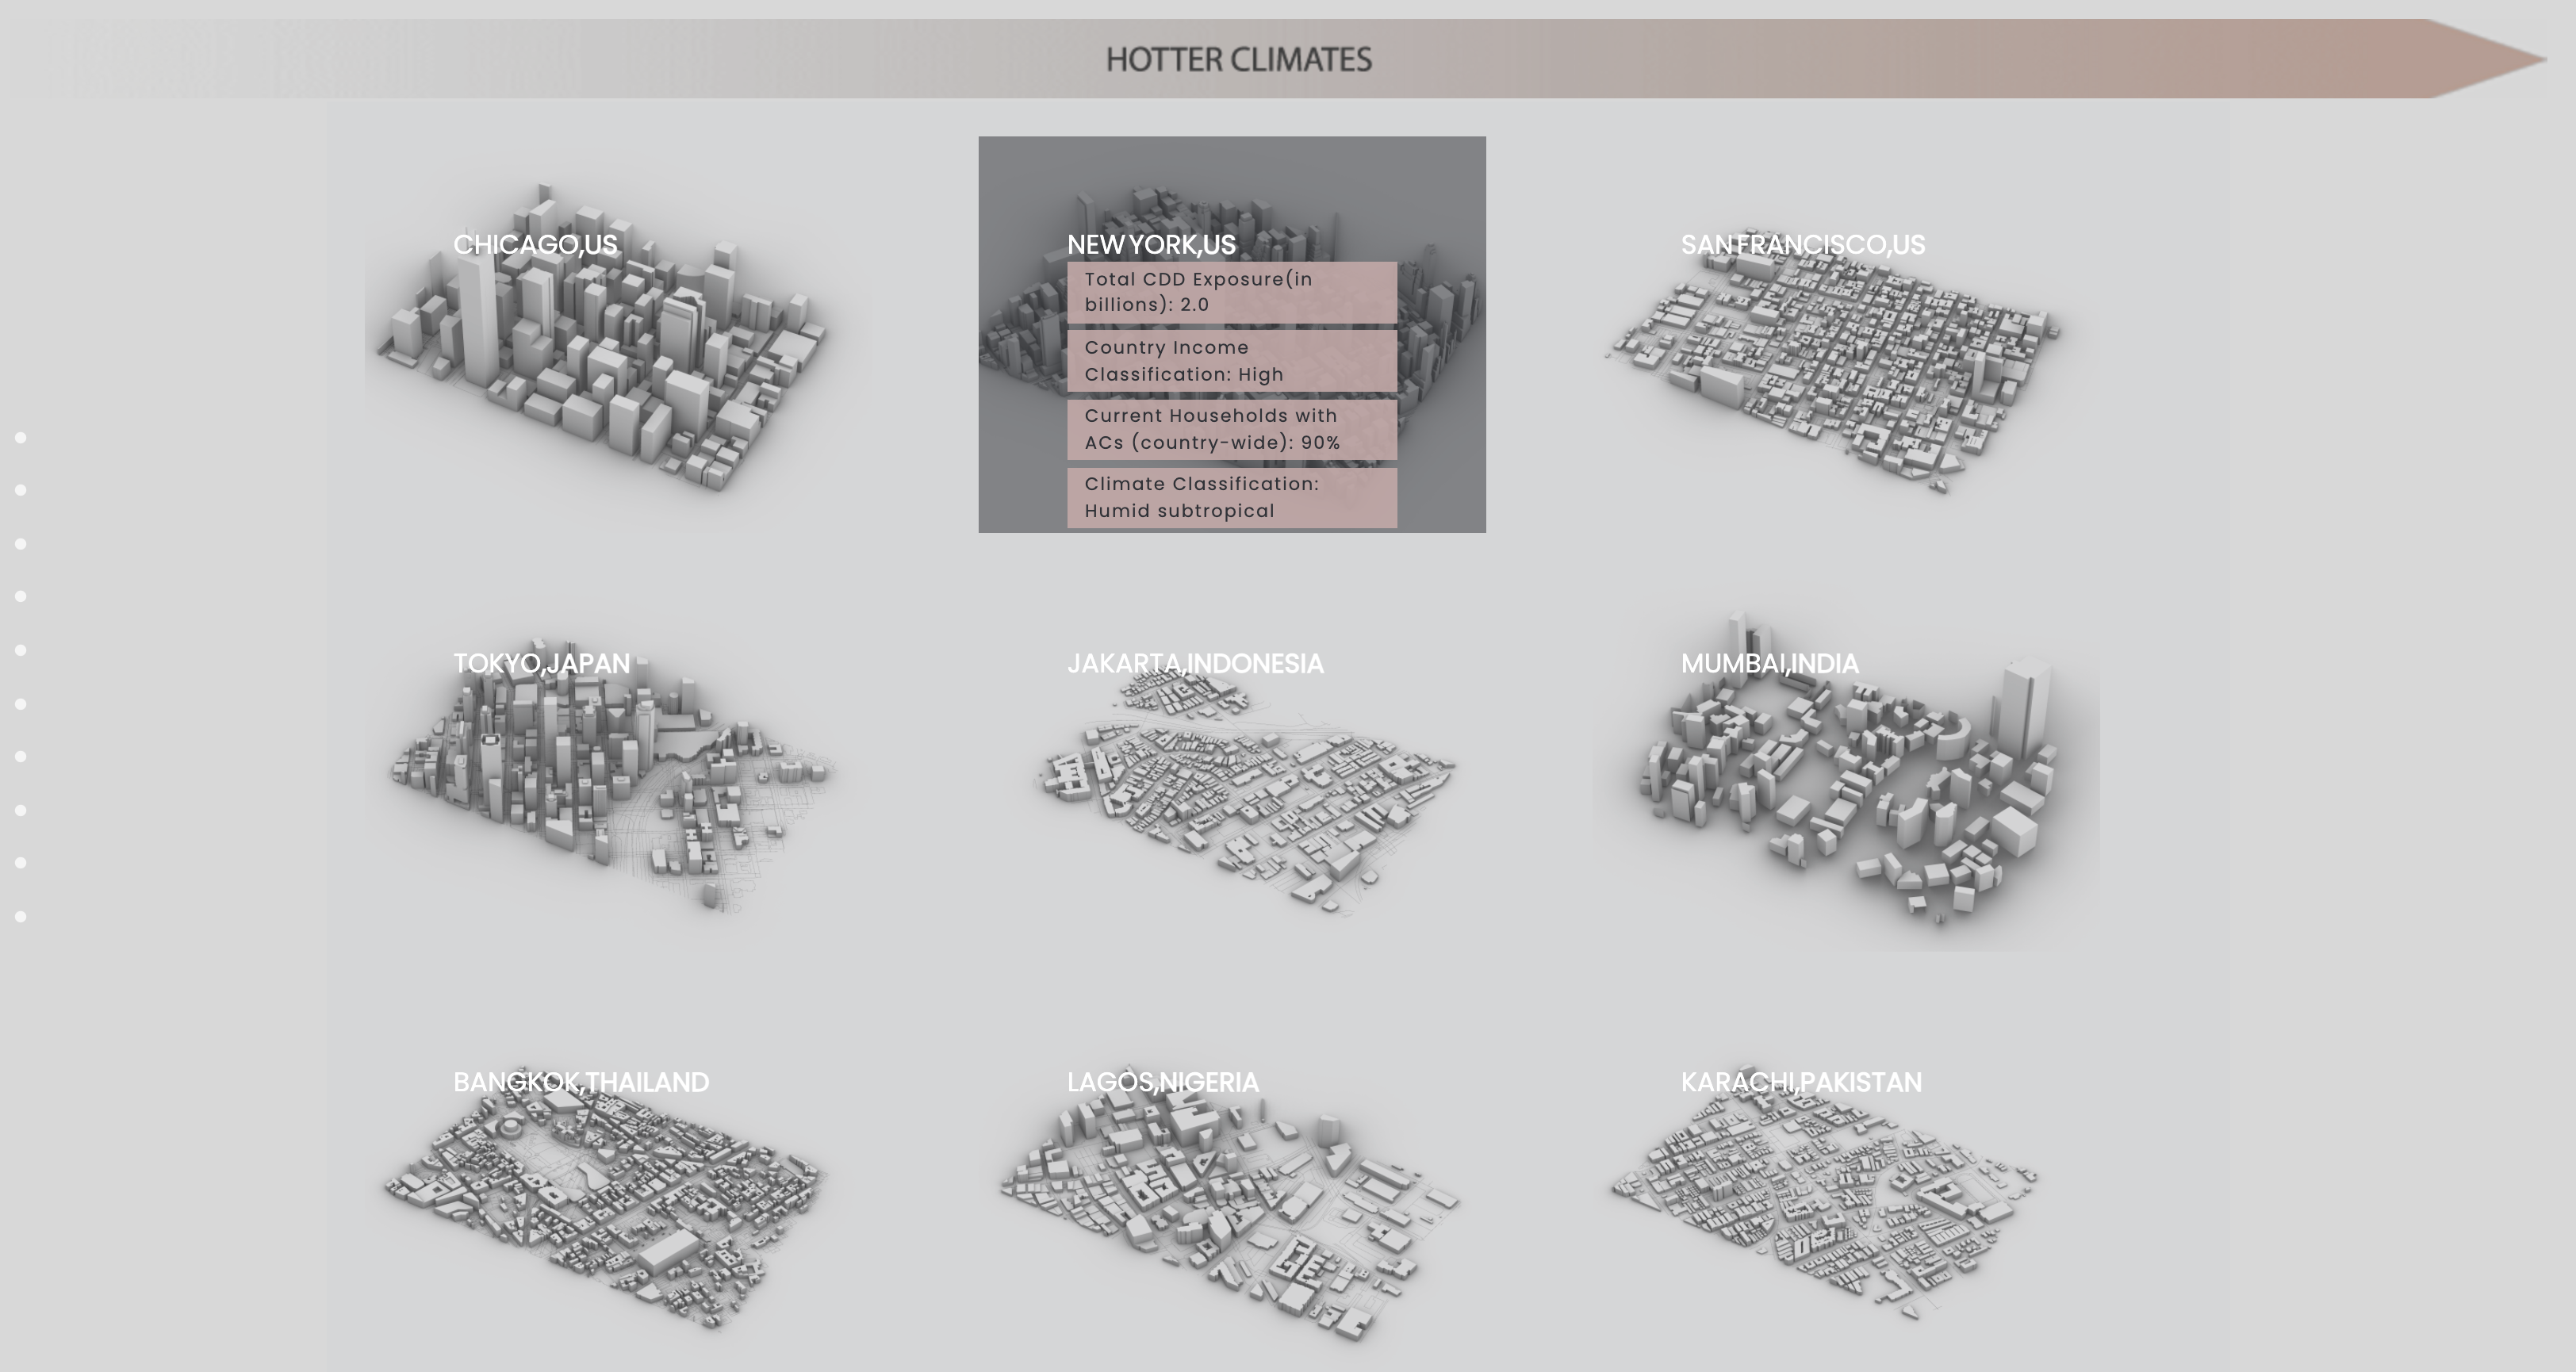 HOTTER CLIMATES
CHICAGO,US
NEW YORK,US
SAN FRANCISCO,US
Total CDD Exposure(in
billions): 2.0
Country Income
Classification: High
Current Households with
ACs (country-wide): 90%
Climate Classification:
Humid subtropical
TOKYO,JAPAN
JAKARTA,INDONESIA
MUMBAI,INDIA
BANGKOK,THAILAND
LAGOS,NIGERIA
KARACHI,PAKISTAN